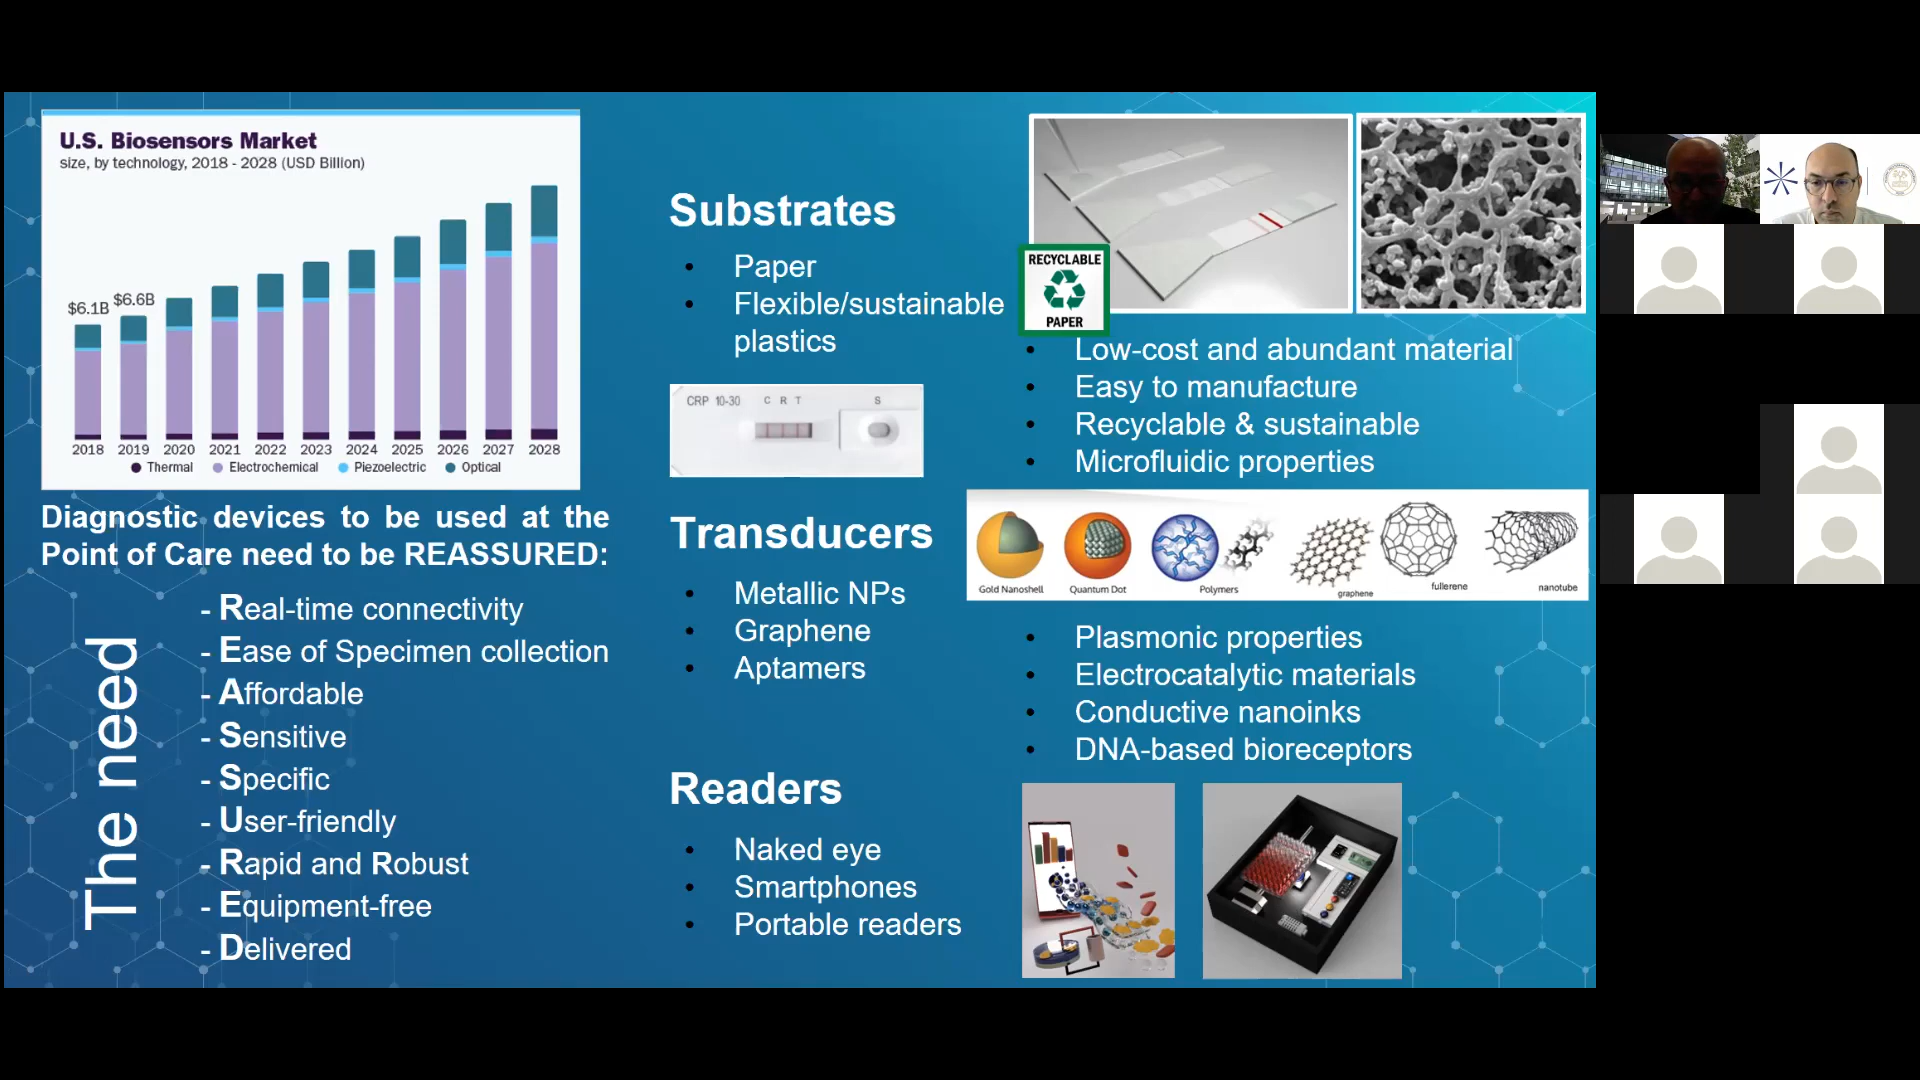 U.S. Biosensors Market
size, by technology, 2018 - 2028 (USD Billion)
$6.1B
$6.6B
2018 2019 2020 2021 2022 2023 2024 2025 2026 2027 2028
Thermal Electrochemical Piezoelectric Optical
Diagnostic devices to be used at the
Point of Care need to be REASSURED:
The need
- Real-time connectivity
- Ease of Specimen collection
- Affordable
- Sensitive
- Specific
- User-friendly
- Rapid and Robust
- Equipment-free
- Delivered
Substrates
• Paper
• Flexible/sustainable
plastics
CRP 10-30 C R T S
Transducers
• Metallic NPs
• Graphene
• Aptamers
Readers
• Naked eye
• Smartphones
• Portable readers
RECYCLABLE
PAPER
• Low-cost and abundant material
• Easy to manufacture
• Recyclable & sustainable
• Microfluidic properties
Gold Nanoshell Quantum Dot Polymers graphene fullerene nanotube
• Plasmonic properties
• Electrocatalytic materials
• Conductive nanoinks
• DNA-based bioreceptors